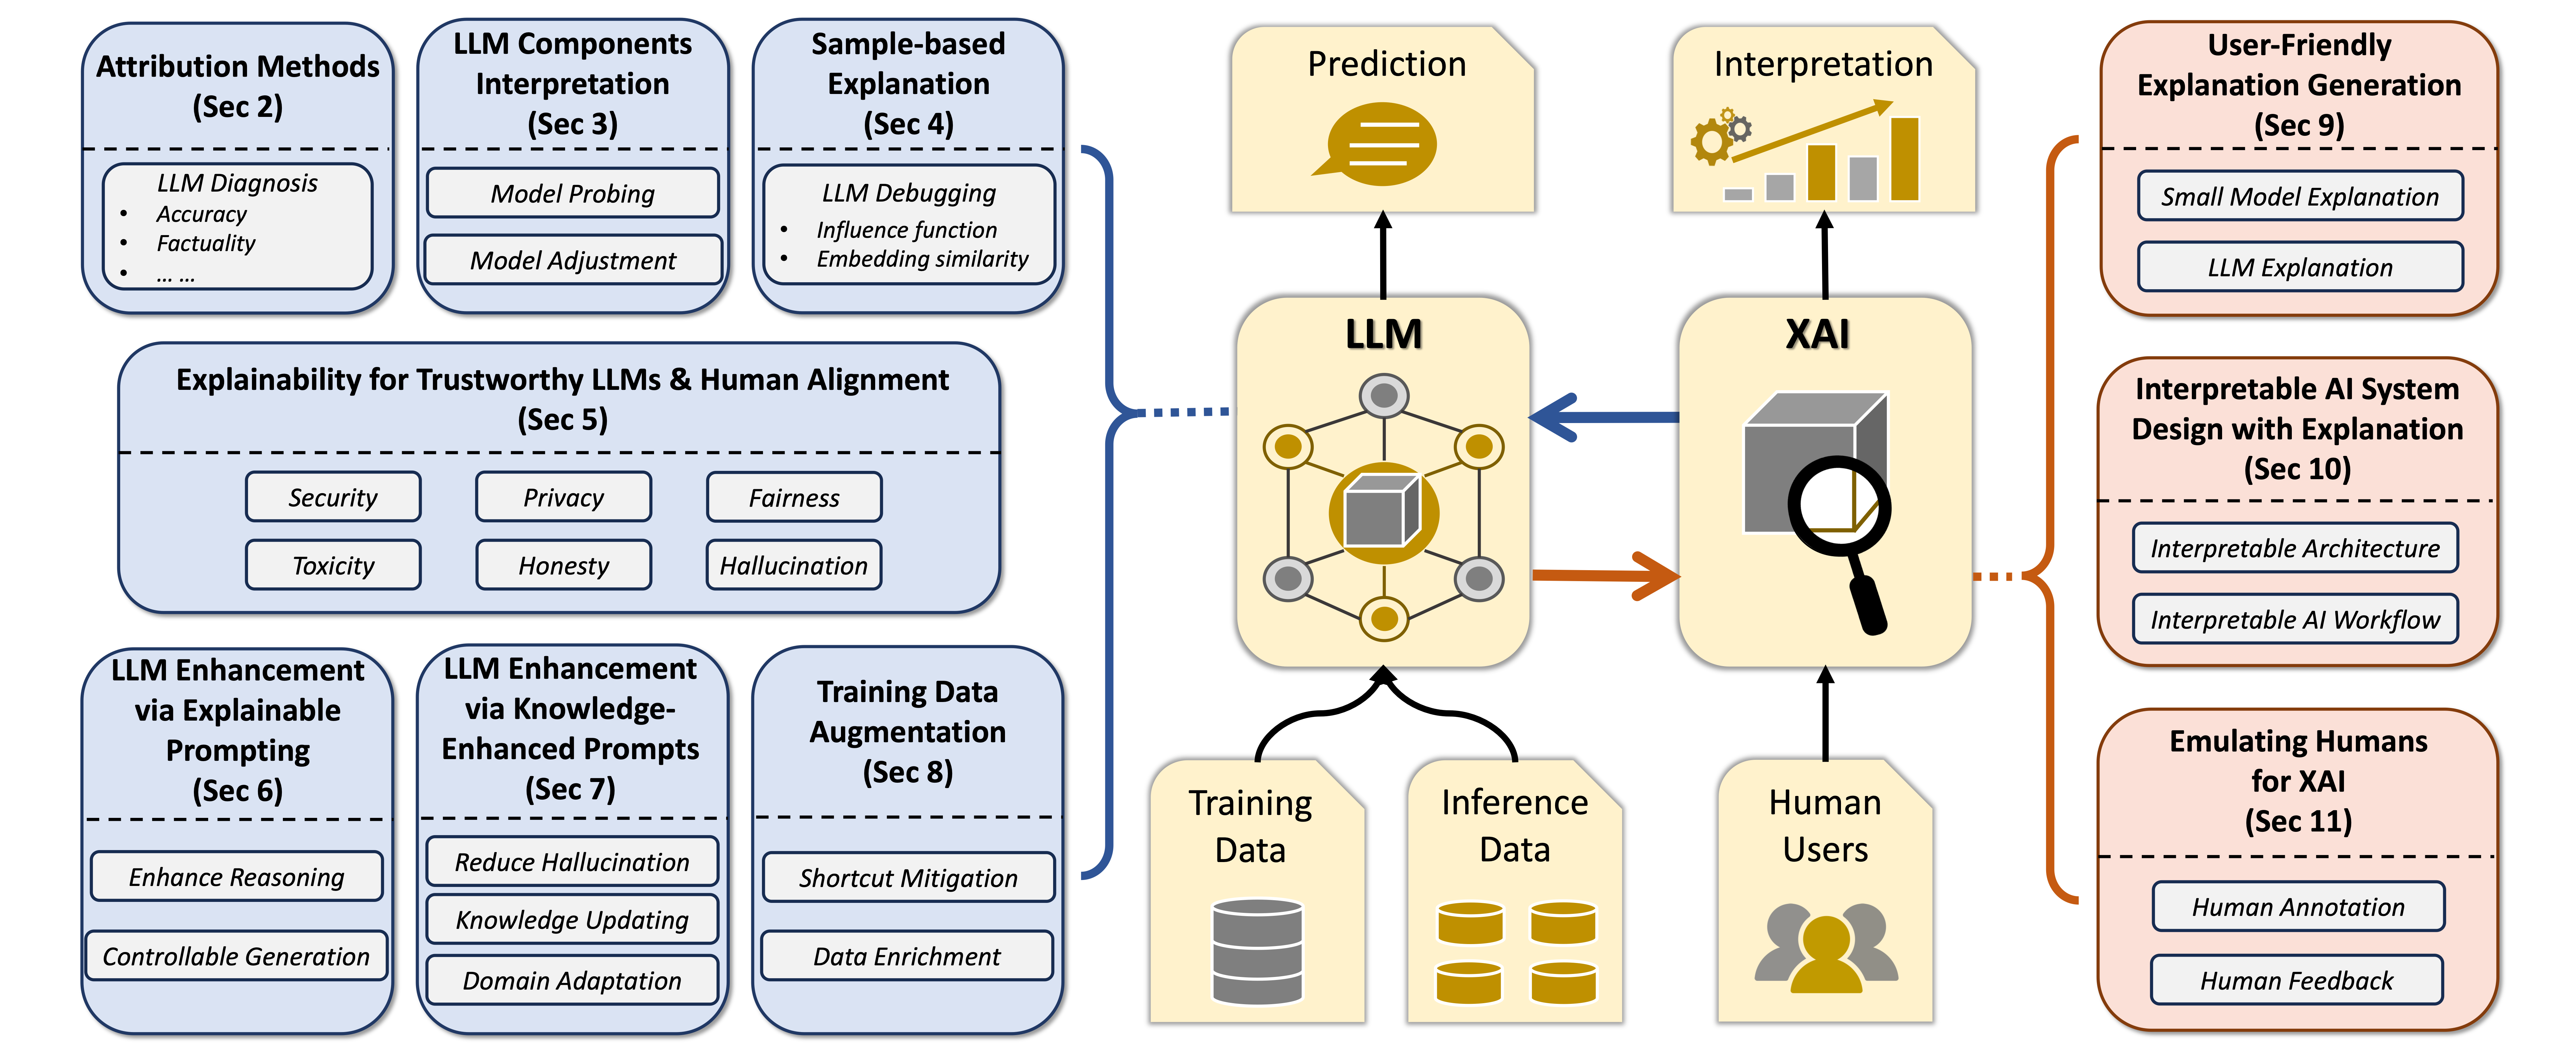 Attribution Methods
(Sec 2)
LLM Diagnosis
• Accuracy
• Factuality
• ... ...
LLM Components
Interpretation
(Sec 3)
Model Probing
Model Adjustment
Sample-based
Explanation
(Sec 4)
LLM Debugging
• Influence function
• Embedding similarity
Explainability for Trustworthy LLMs & Human Alignment
(Sec 5)
Security
Privacy
Fairness
Toxicity
Honesty
Hallucination
LLM Enhancement
via Explainable
Prompting
(Sec 6)
Enhance Reasoning
Controllable Generation
LLM Enhancement
via Knowledge-
Enhanced Prompts
(Sec 7)
Reduce Hallucination
Knowledge Updating
Domain Adaptation
Training Data
Augmentation
(Sec 8)
Shortcut Mitigation
Data Enrichment
Prediction
LLM
Training
Data
Inference
Data
Interpretation
XAI
Human
Users
User-Friendly
Explanation Generation
(Sec 9)
Small Model Explanation
LLM Explanation
Interpretable AI System
Design with Explanation
(Sec 10)
Interpretable Architecture
Interpretable AI Workflow
Emulating Humans
for XAI
(Sec 11)
Human Annotation
Human Feedback